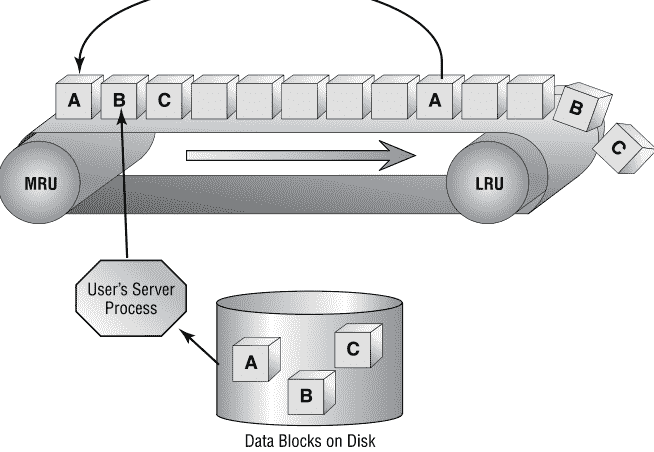 A B C A B C
MRU LRU
User's Server
Process
A C
B
Data Blocks on Disk